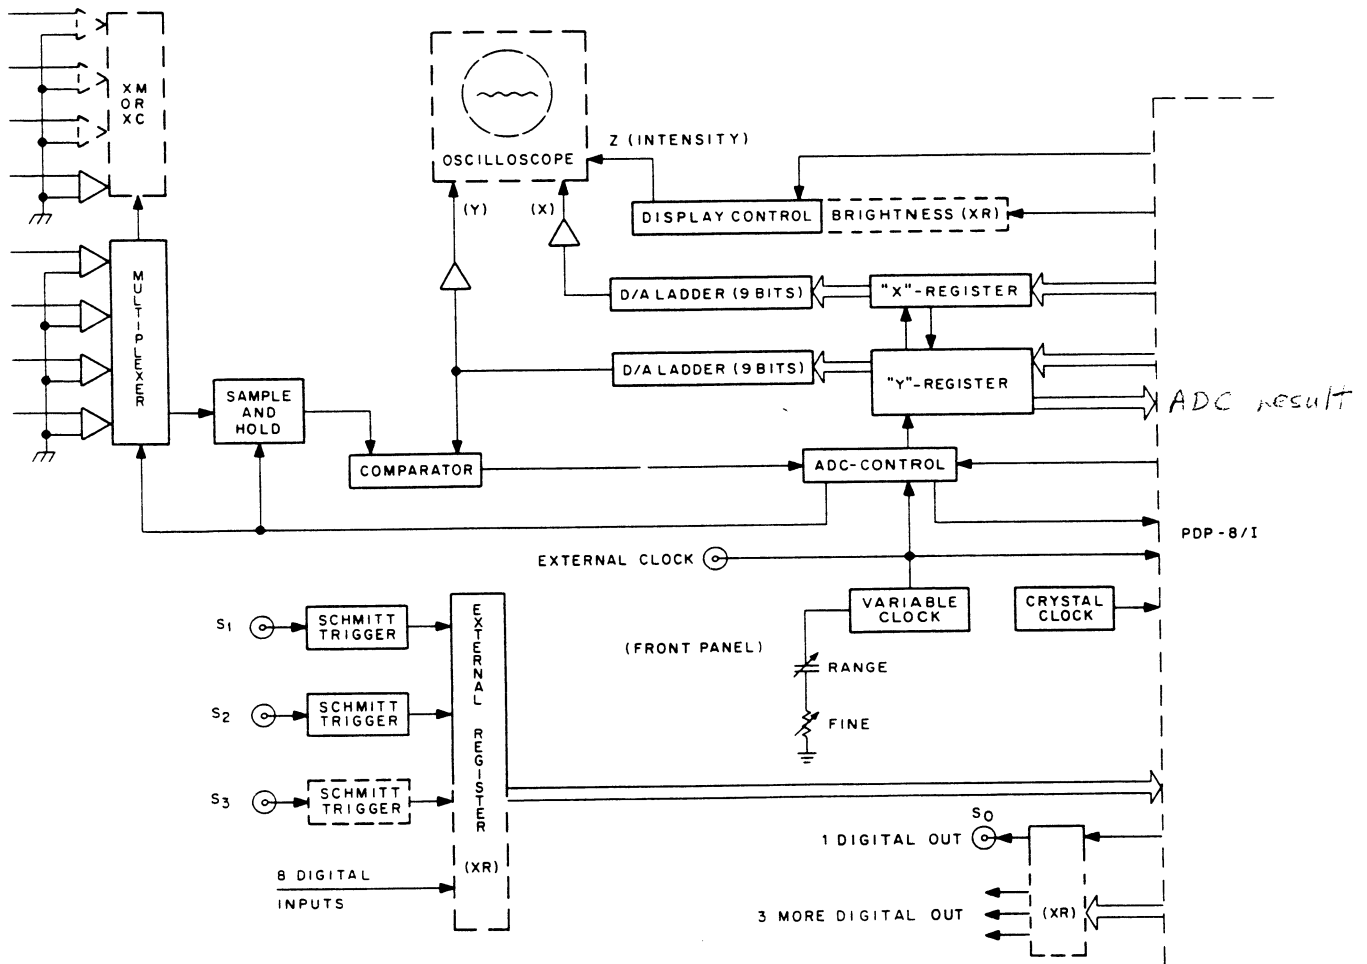 XM
OR
XC
OSCILLOSCOPE
Z (INTENSITY)
(Y)
(X)
DISPLAY CONTROL
BRIGHTNESS (XR)
MULTIPLEXER
D/A LADDER (9 BITS)
"X"-REGISTER
D/A LADDER (9 BITS)
"Y"-REGISTER
ADC result
SAMPLE
AND
HOLD
COMPARATOR
ADC-CONTROL
PDP-8/I
EXTERNAL CLOCK
VARIABLE
CLOCK
CRYSTAL
CLOCK
(FRONT PANEL)
RANGE
FINE
S1
SCHMITT
TRIGGER
S2
SCHMITT
TRIGGER
S3
SCHMITT
TRIGGER
EXTERNAL REGISTER
(XR)
8 DIGITAL
INPUTS
S0
1 DIGITAL OUT
3 MORE DIGITAL OUT
(XR)